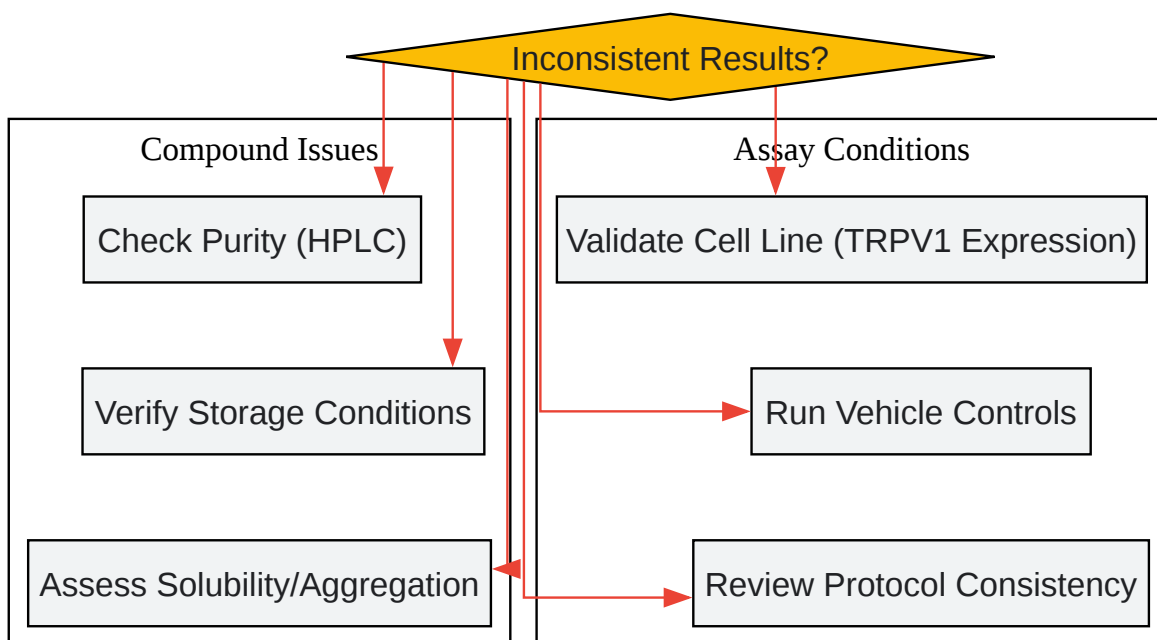 Inconsistent Results?
Compound Issues
Check Purity (HPLC)
Verify Storage Conditions
Assess Solubility/Aggregation
Assay Conditions
Validate Cell Line (TRPV1 Expression)
Run Vehicle Controls
Review Protocol Consistency